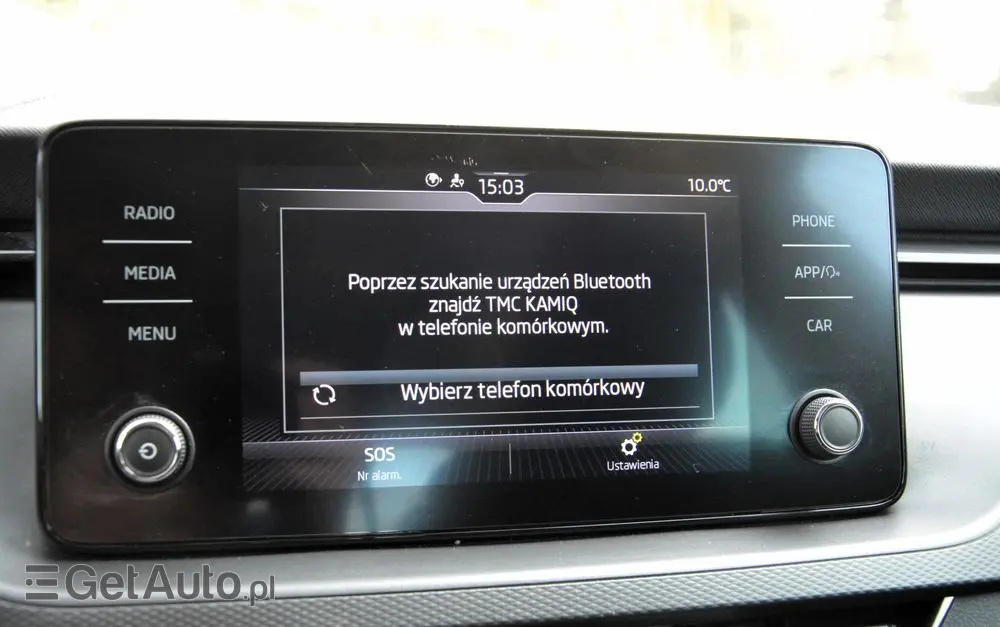 15:03
10.0°C
RADIO
MEDIA
MENU
PHONE
APP/
CAR
Poprzez szukanie urządzeń Bluetooth
znajdź TMC KAMIQ
w telefonie komórkowym.
Wybierz telefon komórkowy
SOS
Nr alarm.
Ustawienia
GetAuto.pl